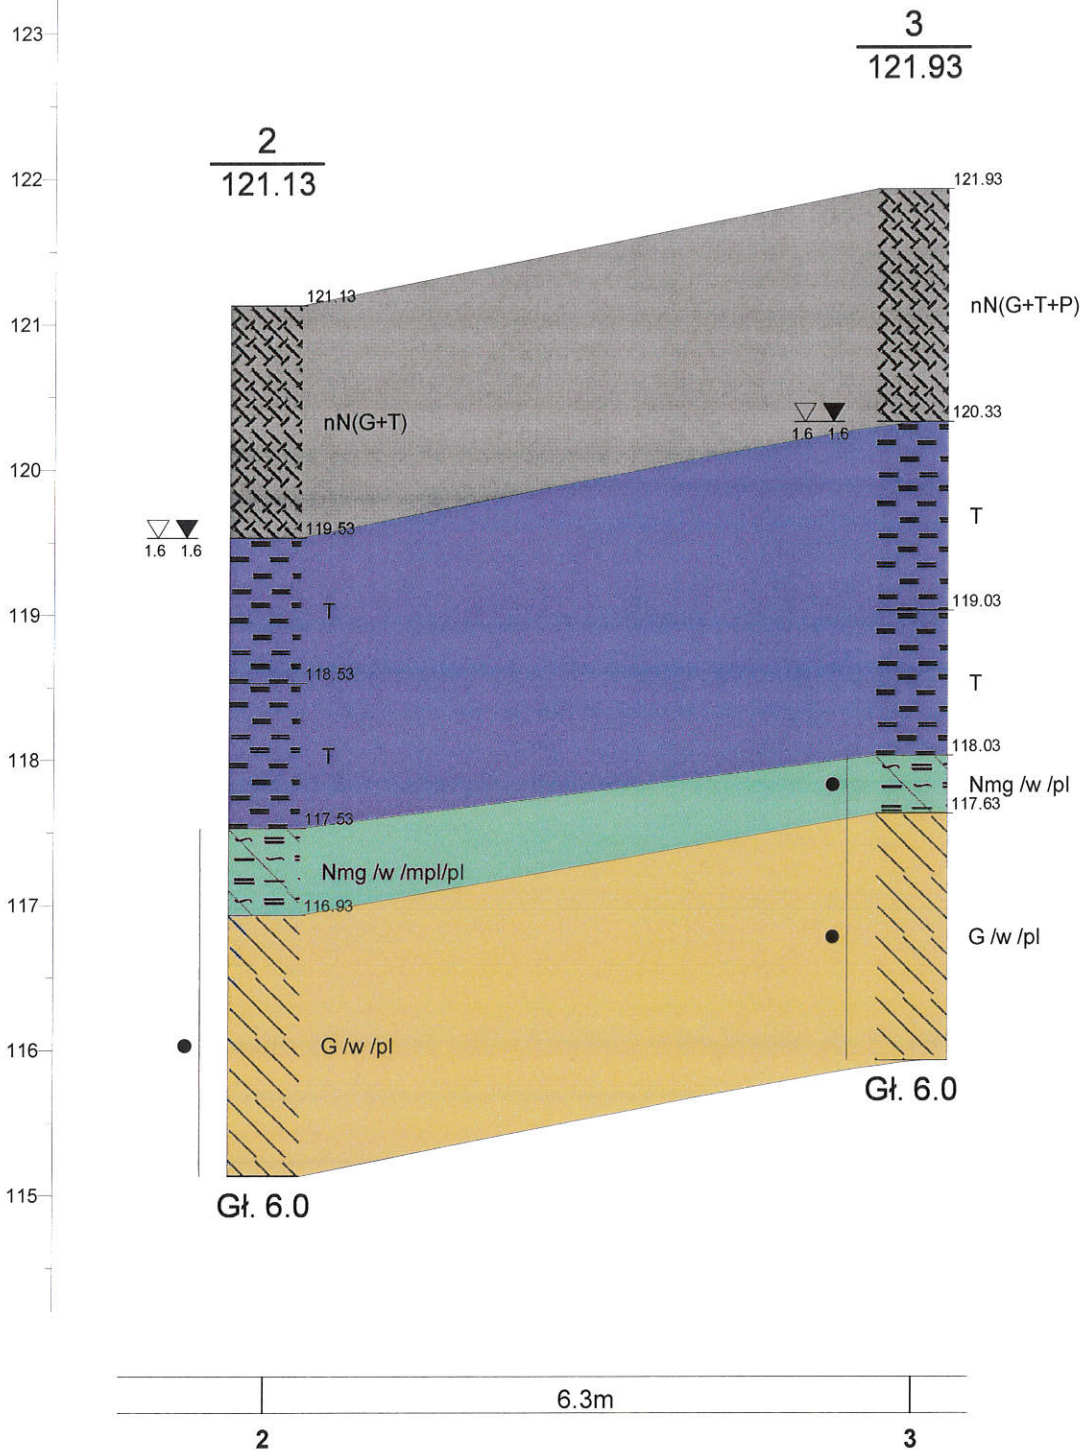 123
3
121.93
2
121.13
122
121.93
121.13
121
nN(G+T+P)
120.33
nN(G+T)
1.6 1.6
120
119.53
T
1.6 1.6
119.03
119
T
118.53
T
118.03
118
T
Nmg /w /pl
117.63
117.53
Nmg /w /mpl/pl
117
116.93
G /w /pl
116
G /w /pl
Gł. 6.0
115
Gł. 6.0
6.3m
2
3